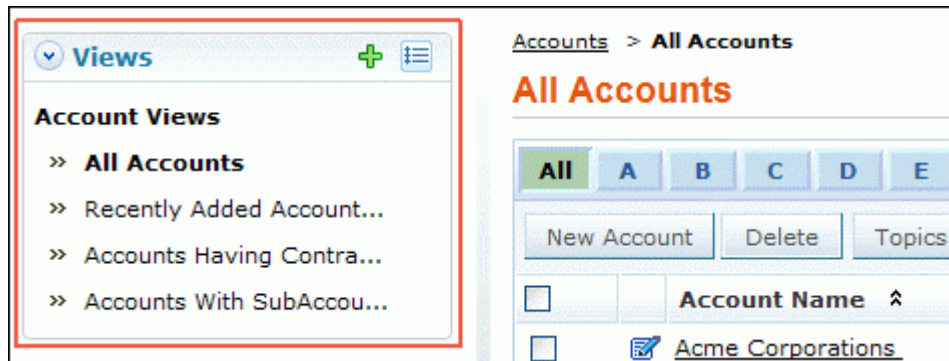 Views
Account Views
» All Accounts
» Recently Added Account...
» Accounts Having Contra...
» Accounts With SubAccou...
Accounts > All Accounts
All Accounts
All A B C D E
New Account Delete Topics
Account Name
Acme Corporations